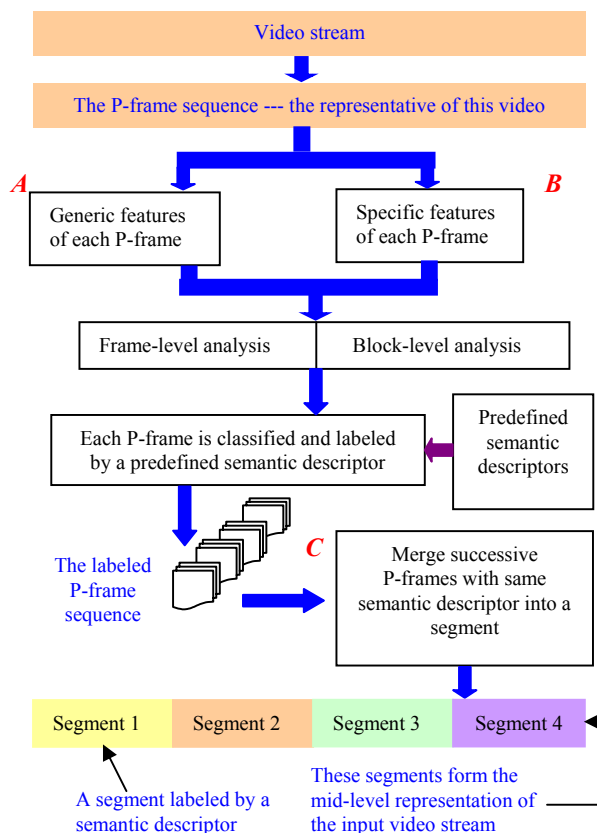 Video stream
The P-frame sequence --- the representative of this video
A
B
Generic features
of each P-frame
Specific features
of each P-frame
Frame-level analysis
Block-level analysis
Each P-frame is classified and labeled
by a predefined semantic descriptor
Predefined
semantic
descriptors
The labeled
P-frame
sequence
C
Merge successive
P-frames with same
semantic descriptor into a
segment
Segment 1
Segment 2
Segment 3
Segment 4
A segment labeled by a
semantic descriptor
These segments form the
mid-level representation of
the input video stream